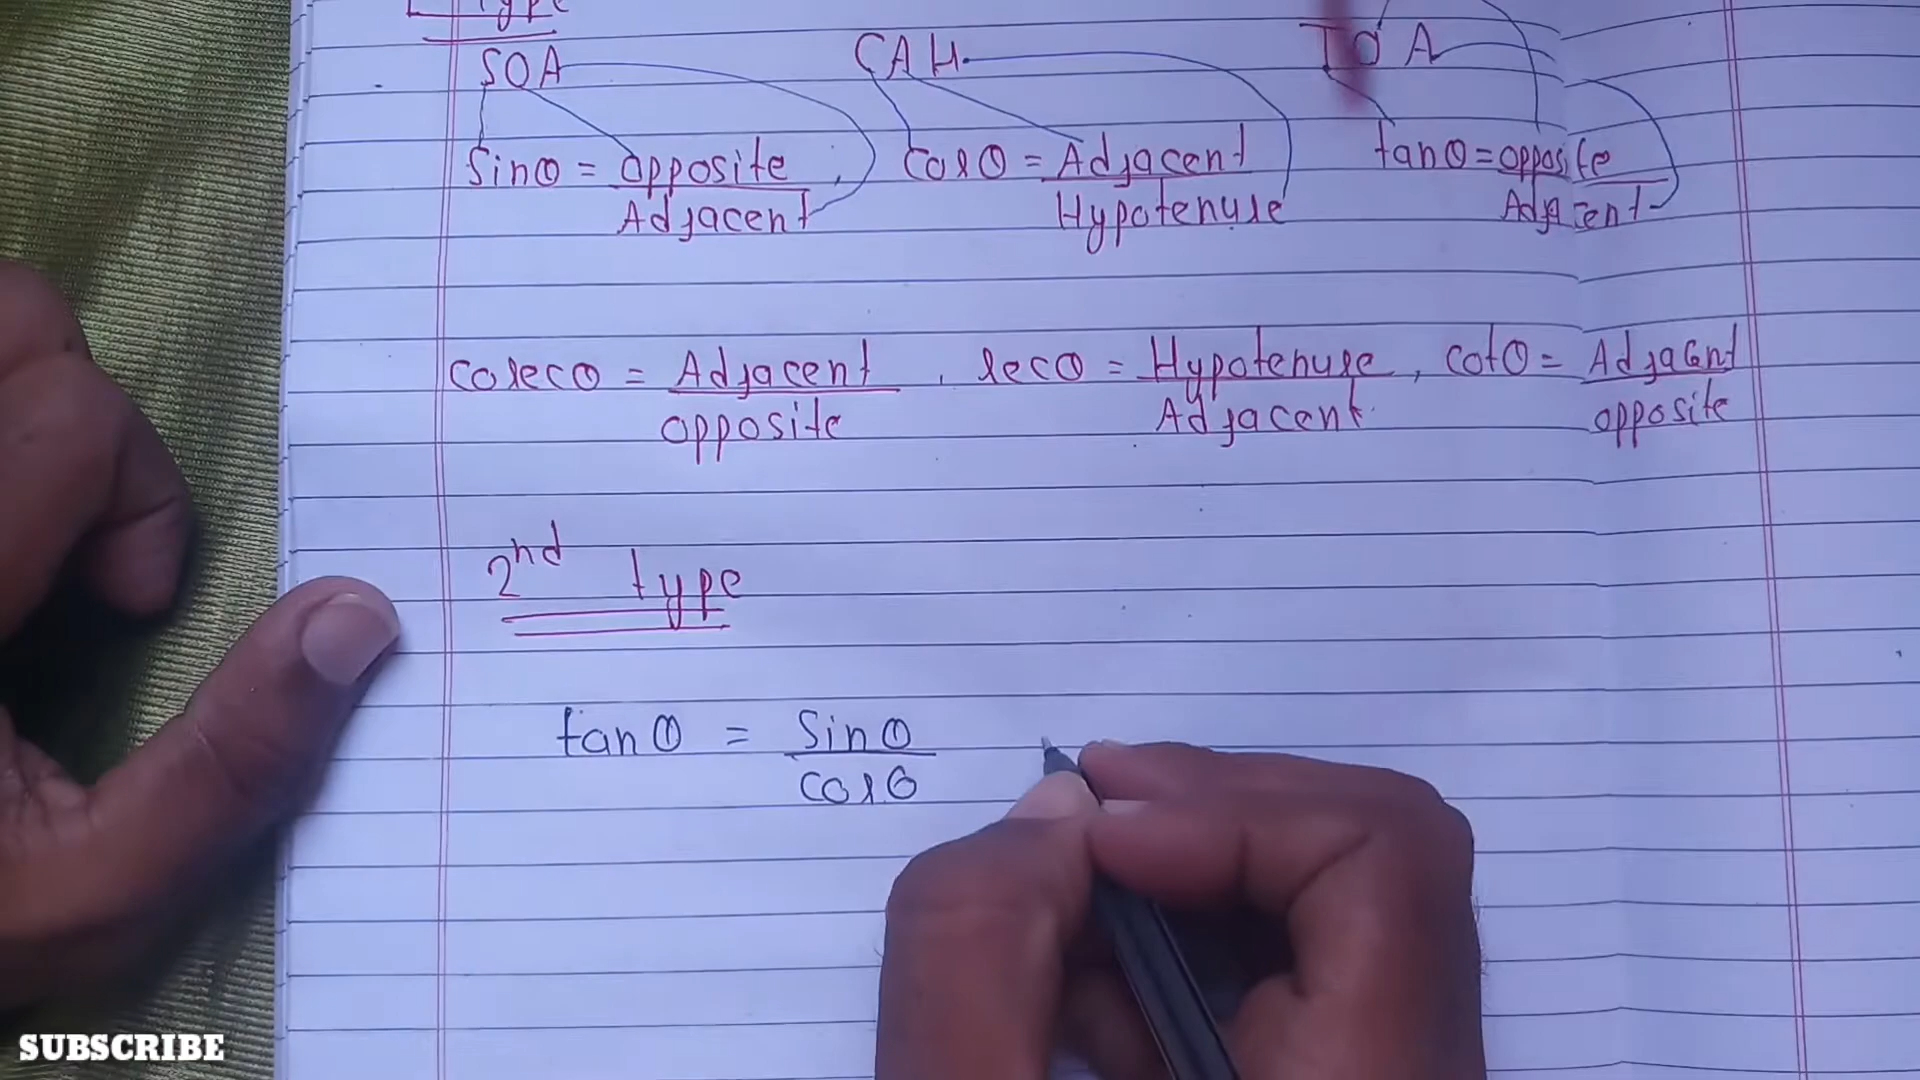 type
SOA CAH TOA
Sinθ = opposite , cosθ = Adjacent tanθ = opposite
Adjacent Hypotenuse Adjacent
cosecθ = Adjacent , secθ = Hypotenuse , cotθ = Adjacent
opposite Adjacent opposite
2nd type
tanθ = Sinθ
cosθ
SUBSCRIBE